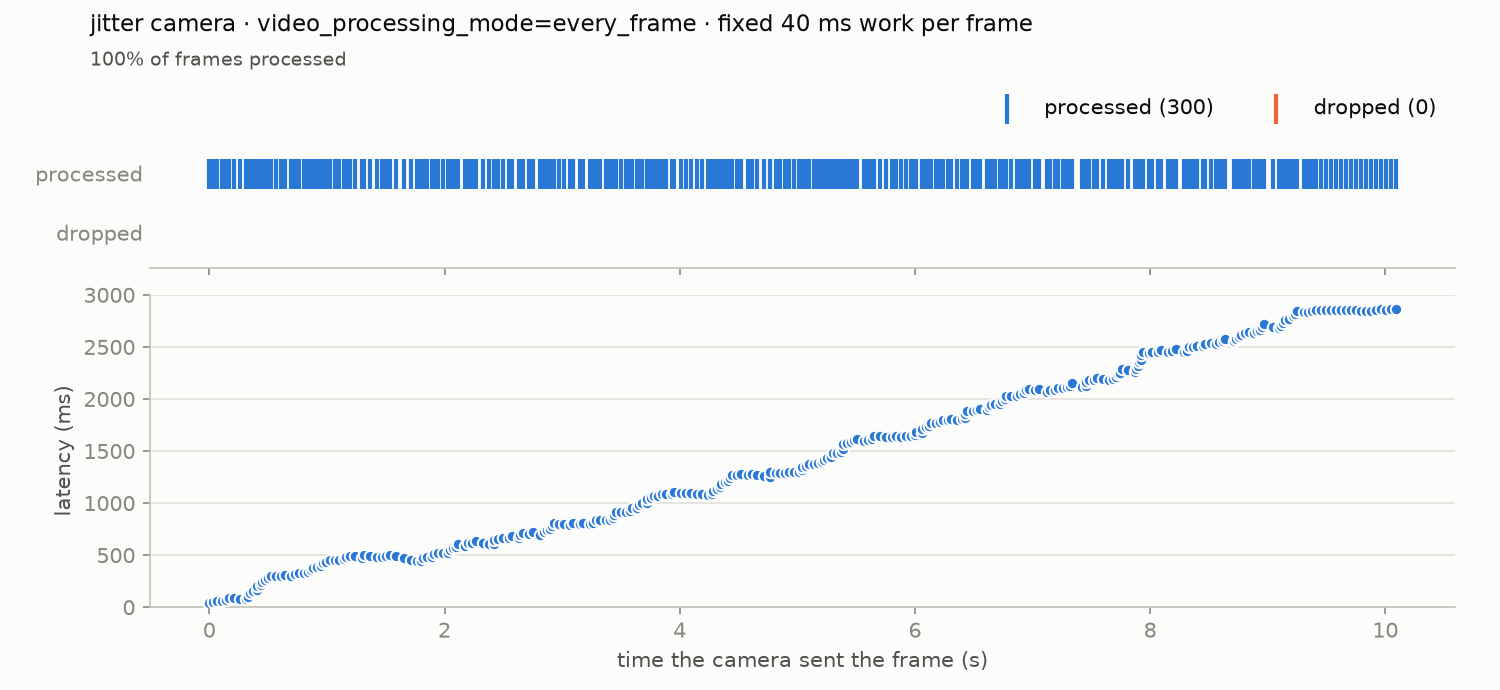 jitter camera · video_processing_mode=every_frame · fixed 40 ms work per frame
100% of frames processed
processed (300)
dropped (0)
processed
dropped
3000
2500
2000
1500
1000
500
0
latency (ms)
0 2 4 6 8 10
time the camera sent the frame (s)